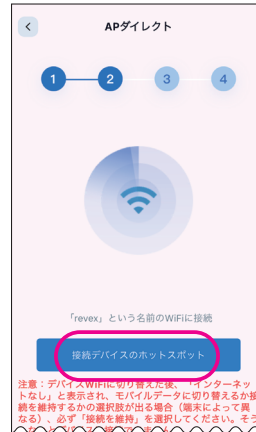 APダイレクト
1 2 3 4
「revex」という名前のWiFiに接続
接続デバイスのホットスポット
注意：デバイスWiFiに切り替えた後、「インターネッ
トなし」と表示され、モバイルデータに切り替えるか接
続を維持するかの選択肢が出る場合（端末によって異
なる）、必ず「接続を維持」を選択してください。そう